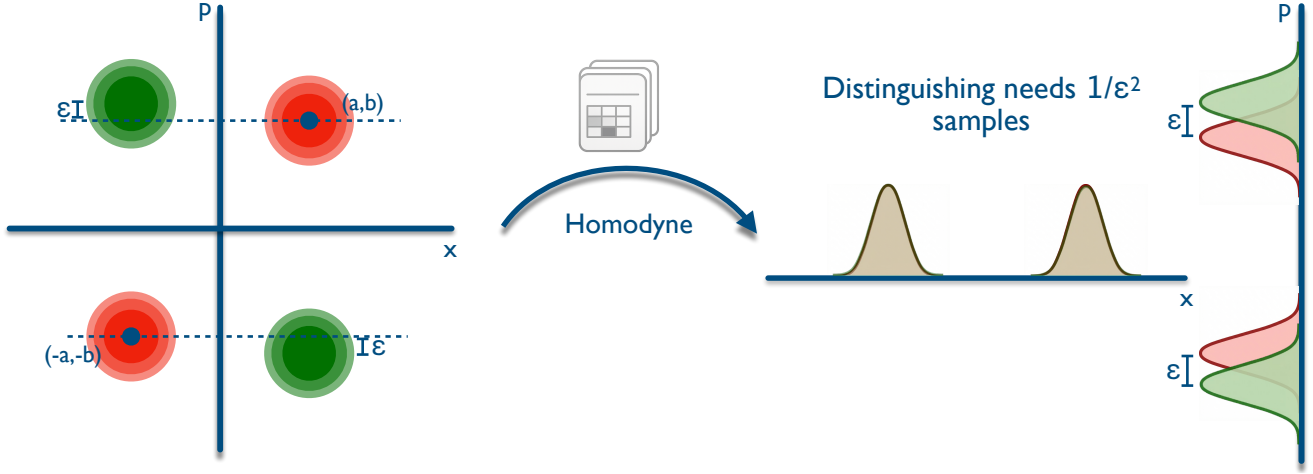 P
ε
(a,b)
x
(-a,-b)
ε
Homodyne
Distinguishing needs 1/ε²
samples
x
P
ε
ε